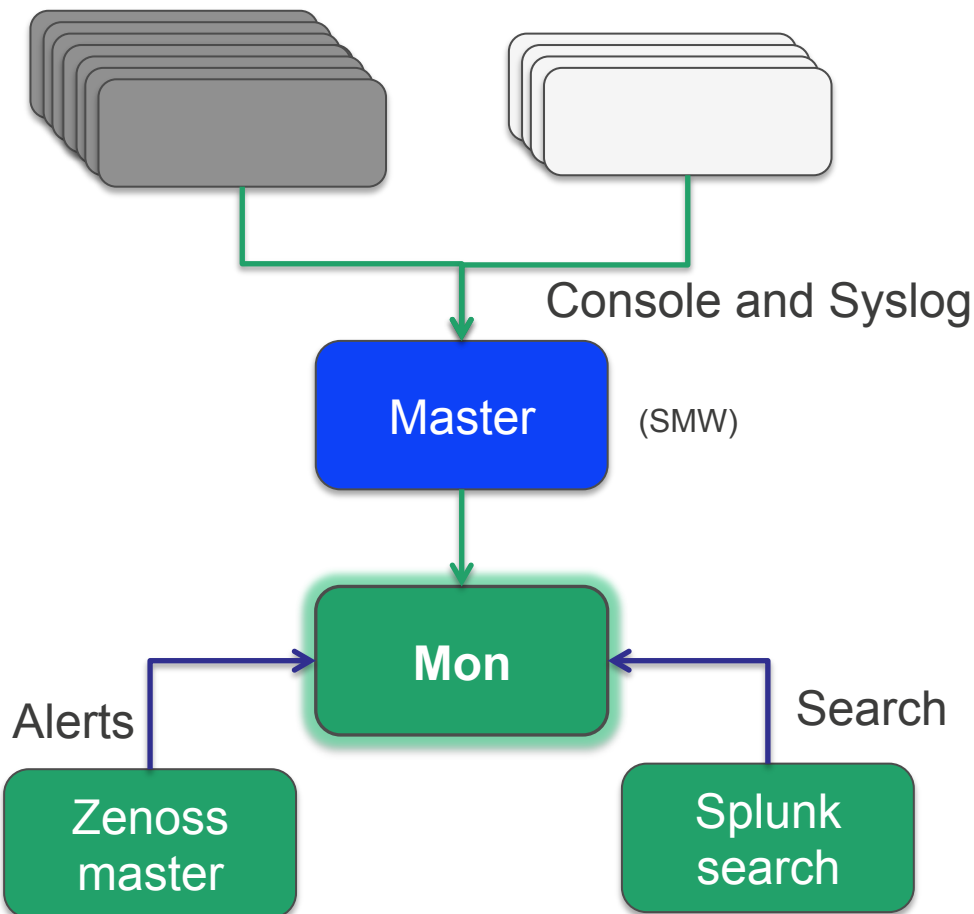 Console and Syslog
Master
(SMW)
Mon
Alerts
Search
Zenoss
master
Splunk
search